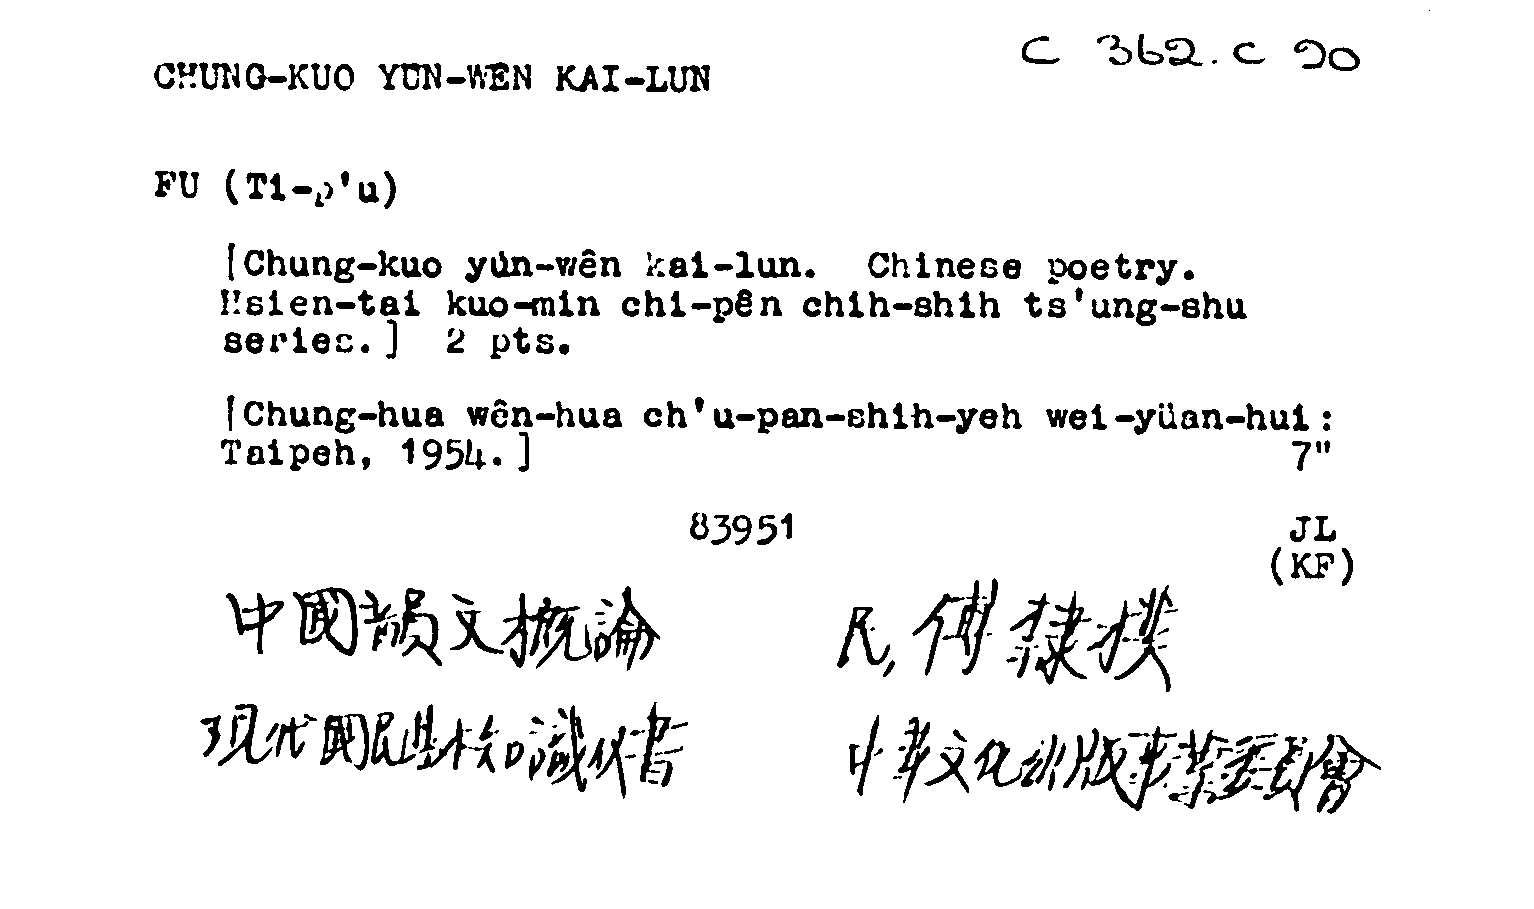 C 362.C 90
CHUNG-KUO YÜN-WÊN KAI-LUN
FU (Ti-p'u)
[Chung-kuo yün-wên kai-lun. Chinese poetry.
Hsien-tai kuo-min chi-pên chih-shih ts'ung-shu
series.] 2 pts.
[Chung-hua wên-hua ch'u-pan-shih-yeh wei-yüan-hui:
Taipeh, 1954.] 7"
83951 JL
(KF)
中國韻文概論 民, 傅隸樸
現代國民基本知識丛書 中華文化出版事業委員會